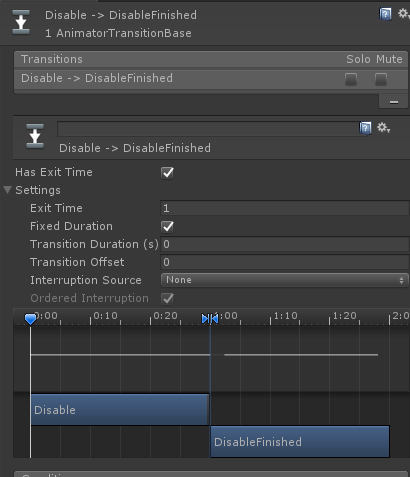 Disable -> DisableFinished
1 AnimatorTransitionBase
Transitions Solo Mute
Disable -> DisableFinished
Disable -> DisableFinished
Has Exit Time
Settings
Exit Time 1
Fixed Duration
Transition Duration (s) 0
Transition Offset 0
Interruption Source None
Ordered Interruption
0:00 0:10 0:20 :00 1:10 1:20 2:0
Disable
DisableFinished